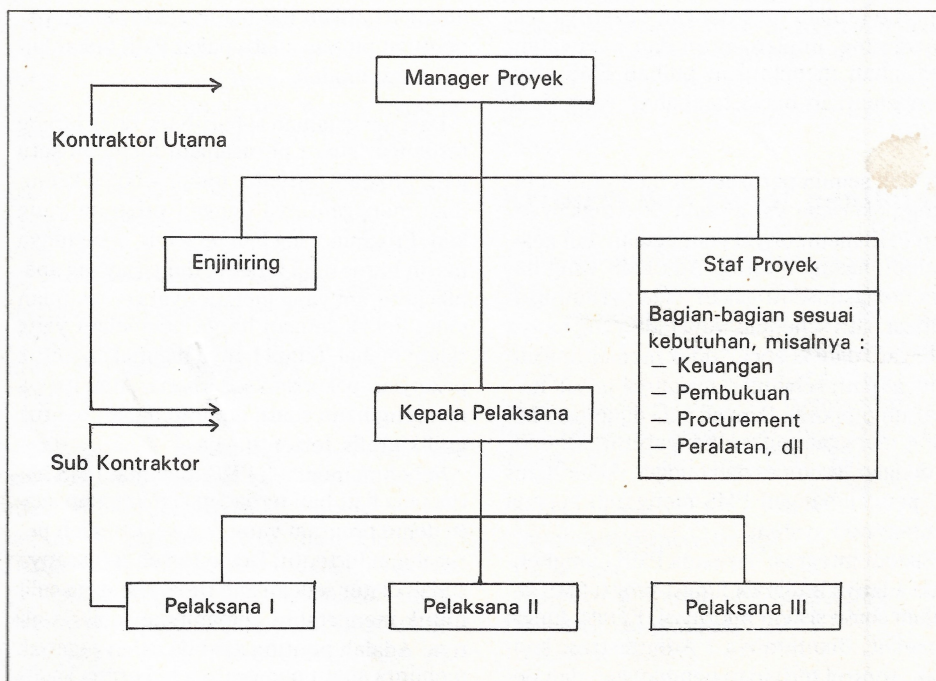 Manager Proyek
Kontraktor Utama
Enjiniring
Staf Proyek
Bagian-bagian sesuai
kebutuhan, misalnya :
— Keuangan
— Pembukuan
— Procurement
— Peralatan, dll
Kepala Pelaksana
Sub Kontraktor
Pelaksana I
Pelaksana II
Pelaksana III